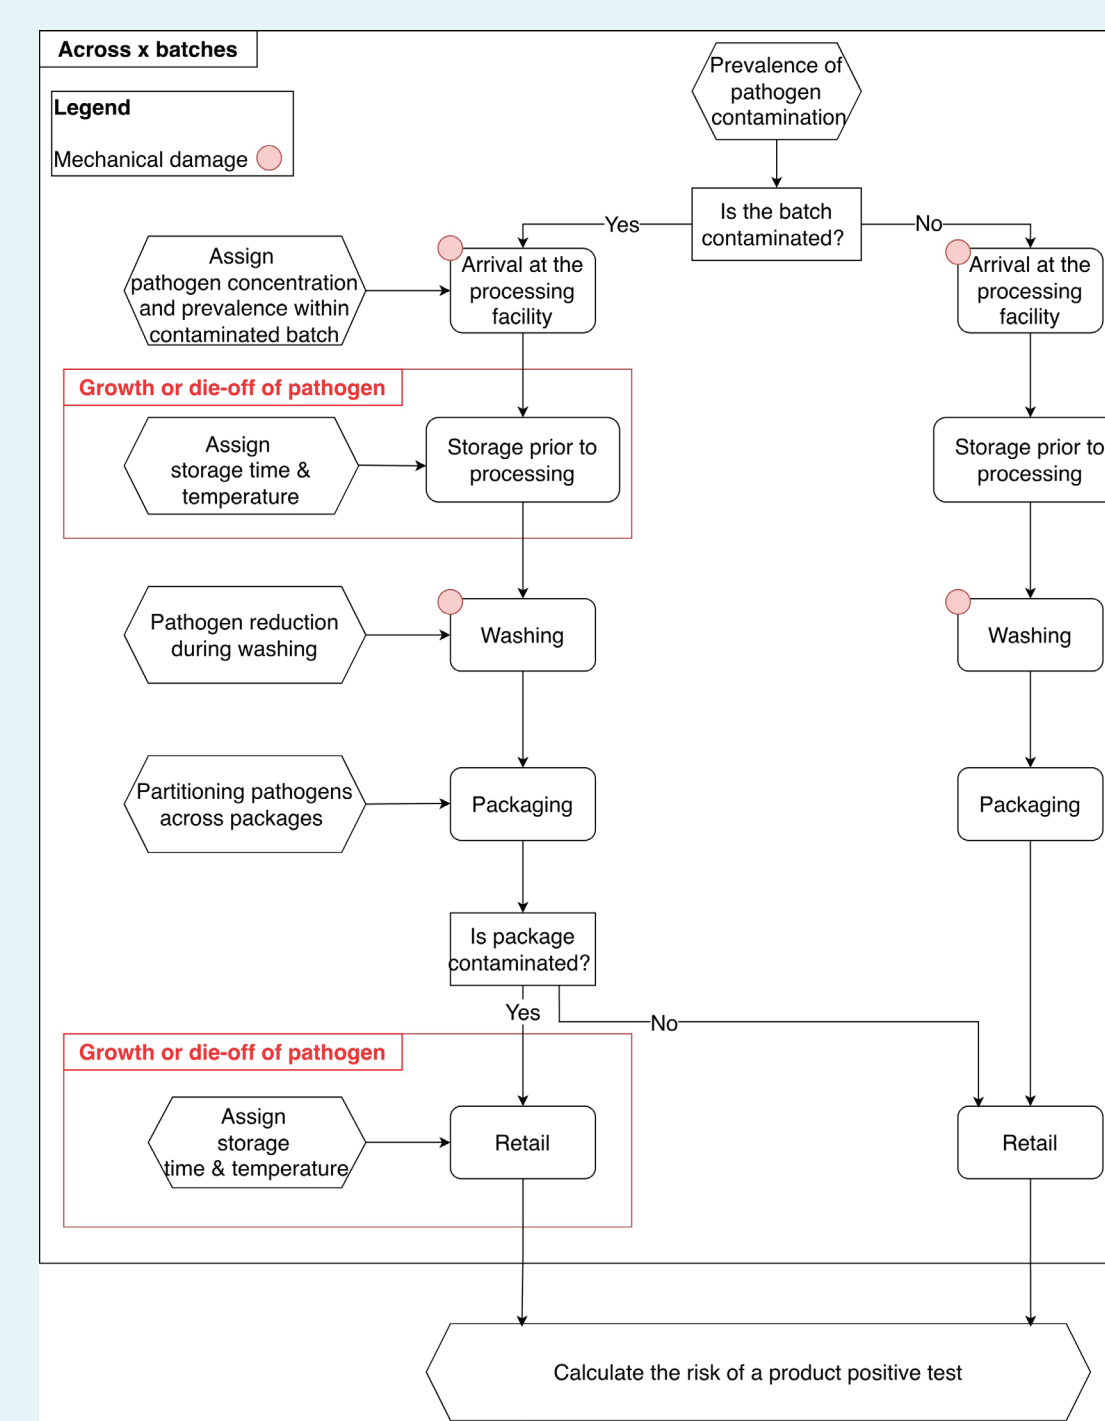 Across x batches
Legend
Mechanical damage
Prevalence of
pathogen
contamination
Is the batch
contaminated?
Yes
No
Assign
pathogen concentration
and prevalence within
contaminated batch
Arrival at the
processing
facility
Arrival at the
processing
facility
Growth or die-off of pathogen
Assign
storage time &
temperature
Storage prior to
processing
Storage prior to
processing
Pathogen reduction
during washing
Washing
Washing
Partitioning pathogens
across packages
Packaging
Packaging
Is package
contaminated?
Yes
No
Growth or die-off of pathogen
Assign
storage
time & temperature
Retail
Retail
Calculate the risk of a product positive test